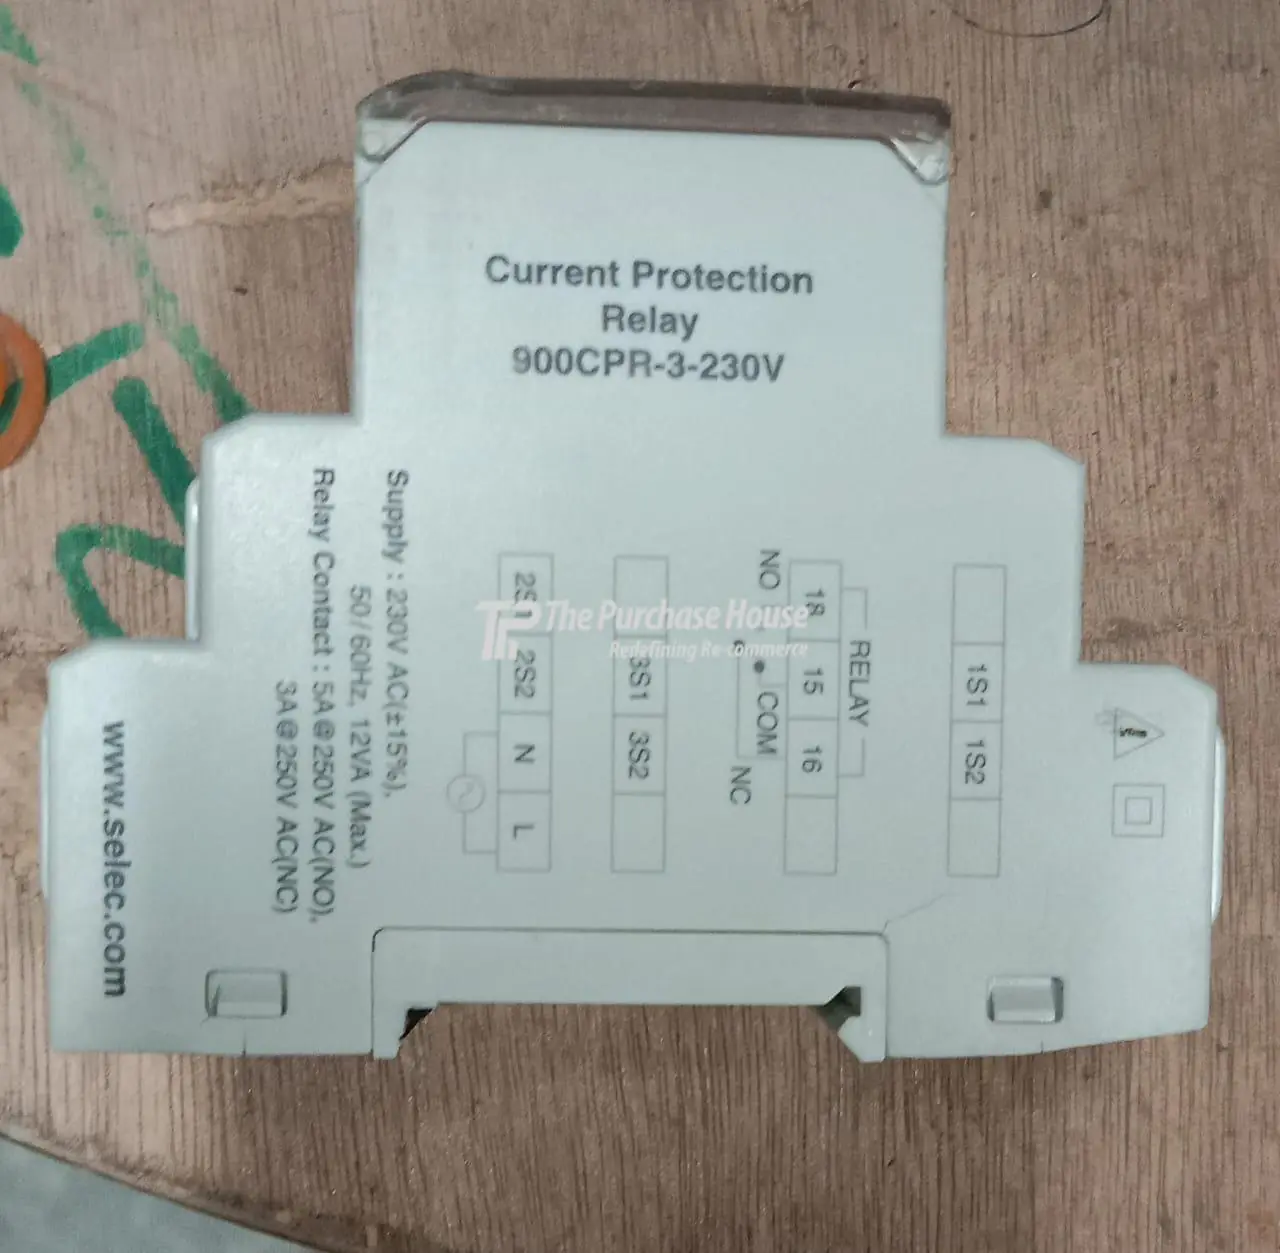 Current Protection
Relay
900CPR-3-230V
Supply : 230V AC(±15%),
50/60Hz, 12VA (Max.)
Relay Contact : 5A@250V AC(NO),
3A@250V AC(NC)
www.selec.com
1S1 1S2
RELAY
18 15 16
NO COM NC
3S1 3S2
2S1 2S2 N L
TP The Purchase House
Redefining Re-commerce